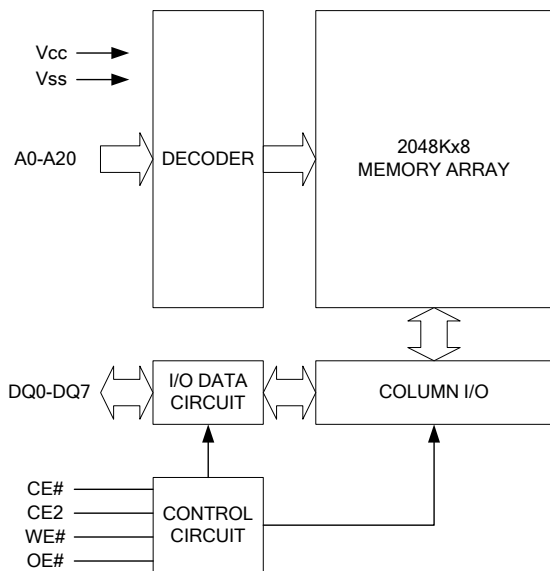 Vcc
Vss
A0-A20
DECODER
2048Kx8
MEMORY ARRAY
DQ0-DQ7
I/O DATA
CIRCUIT
COLUMN I/O
CE#
CE2
WE#
OE#
CONTROL
CIRCUIT